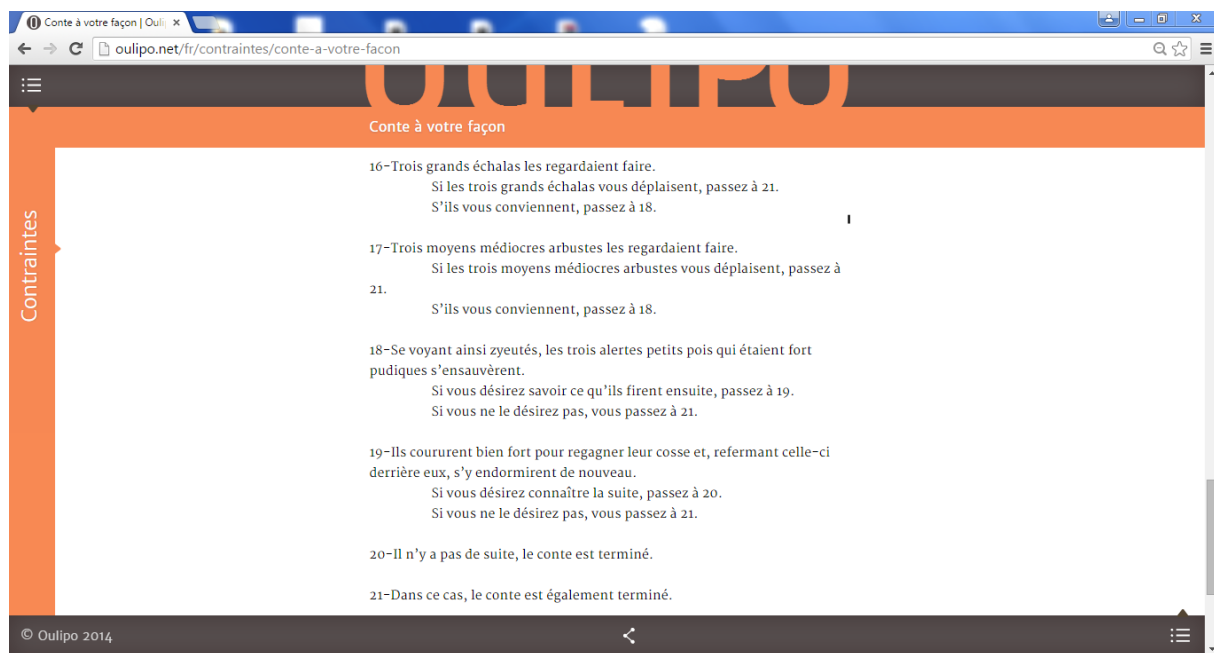 Conte à votre façon | Ouli
oulipo.net/fr/contraintes/conte-a-votre-facon
OULIPO
Conte à votre façon
Contraintes
16-Trois grands échalas les regardaient faire.
Si les trois grands échalas vous déplaisent, passez à 21.
S'ils vous conviennent, passez à 18.
17-Trois moyens médiocres arbustes les regardaient faire.
Si les trois moyens médiocres arbustes vous déplaisent, passez à
21.
S'ils vous conviennent, passez à 18.
18-Se voyant ainsi zyeutés, les trois alertes petits pois qui étaient fort
pudiques s'ensauvèrent.
Si vous désirez savoir ce qu'ils firent ensuite, passez à 19.
Si vous ne le désirez pas, vous passez à 21.
19-Ils coururent bien fort pour regagner leur cosse et, refermant celle-ci
derrière eux, s'y endormirent de nouveau.
Si vous désirez connaître la suite, passez à 20.
Si vous ne le désirez pas, vous passez à 21.
20-Il n'y a pas de suite, le conte est terminé.
21-Dans ce cas, le conte est également terminé.
© Oulipo 2014